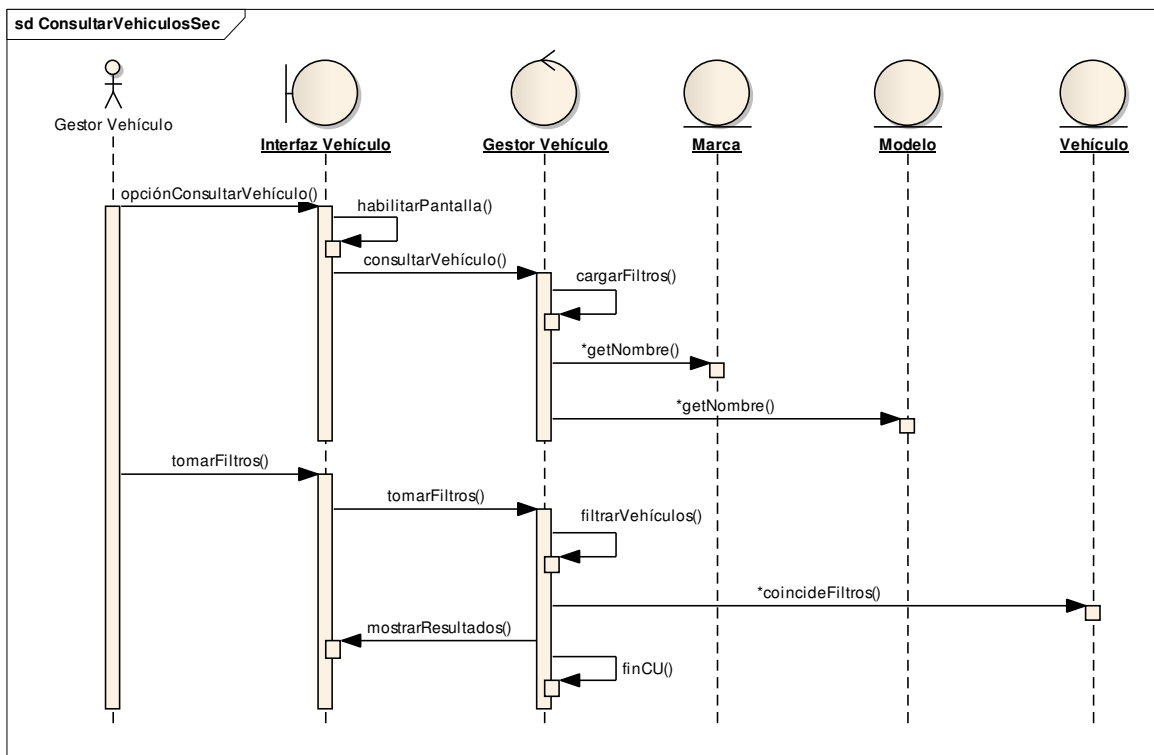 sd ConsultarVehiculosSec
Gestor Vehículo
Interfaz Vehículo
Gestor Vehículo
Marca
Modelo
Vehículo
opciónConsultarVehículo()
habilitarPantalla()
consultarVehículo()
cargarFiltros()
*getNombre()
*getNombre()
tomarFiltros()
tomarFiltros()
filtrarVehículos()
*coincideFiltros()
mostrarResultados()
finCU()